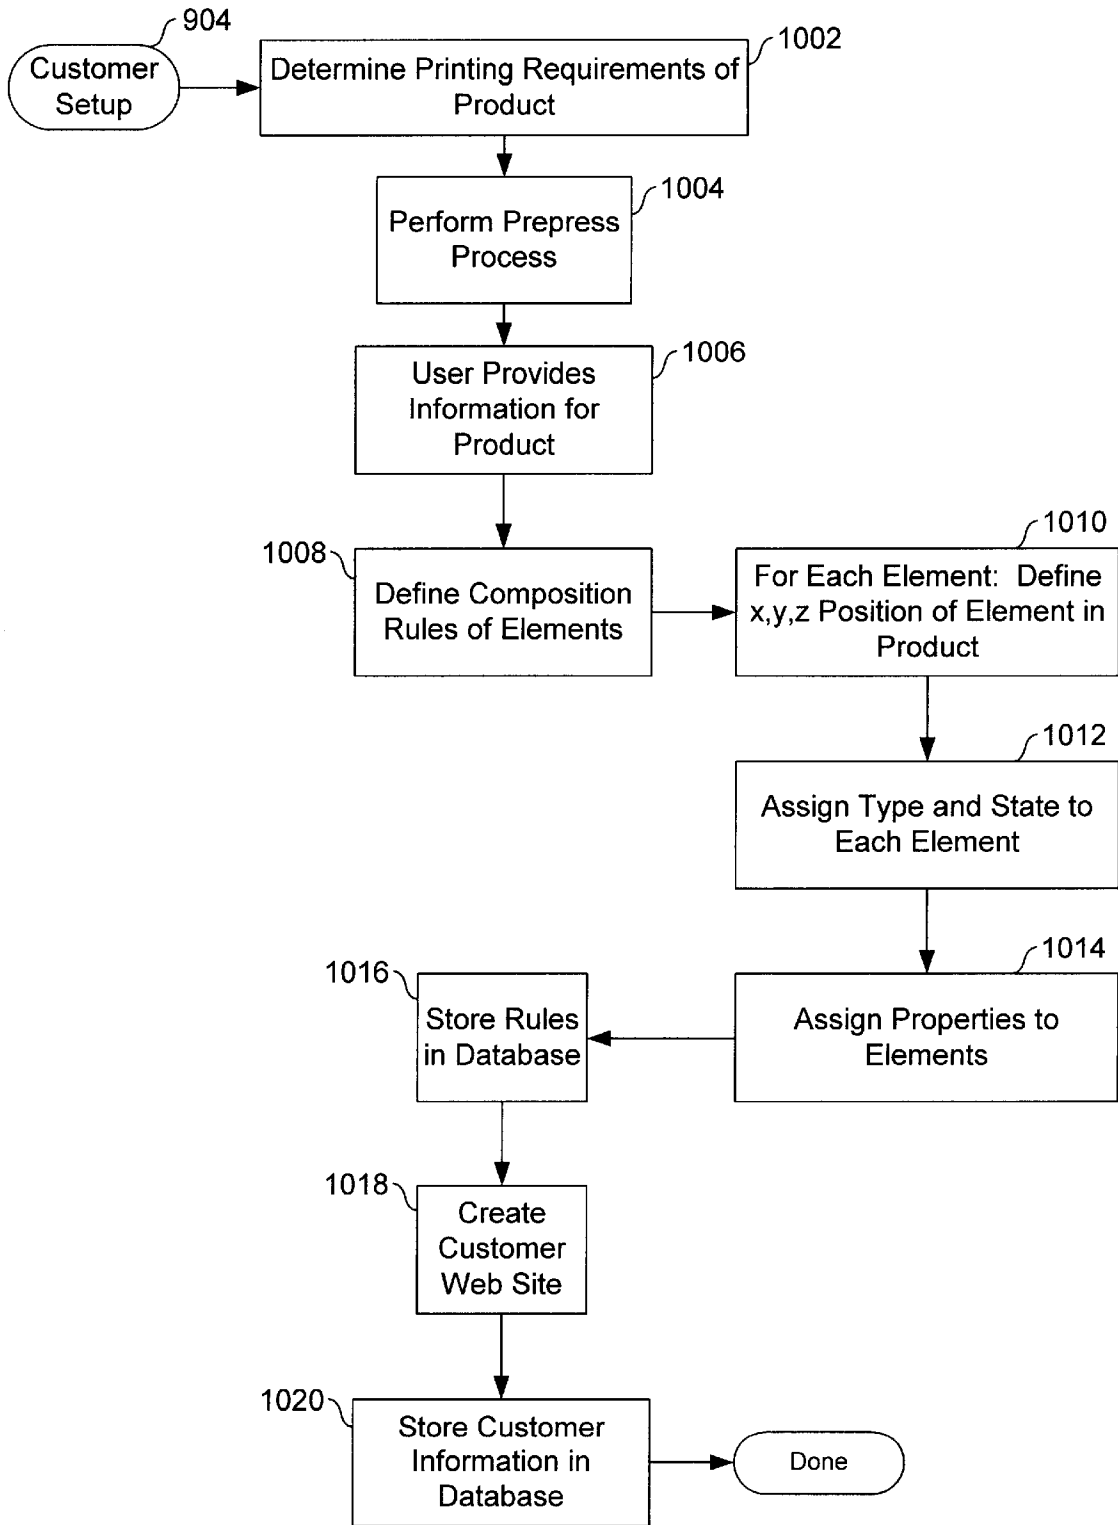 904
Customer
Setup
1002
Determine Printing Requirements of
Product
1004
Perform Prepress
Process
1006
User Provides
Information for
Product
1008
Define Composition
Rules of Elements
1010
For Each Element: Define
x,y,z Position of Element in
Product
1012
Assign Type and State to
Each Element
1014
Assign Properties to
Elements
1016
Store Rules
in Database
1018
Create
Customer
Web Site
1020
Store Customer
Information in
Database
Done